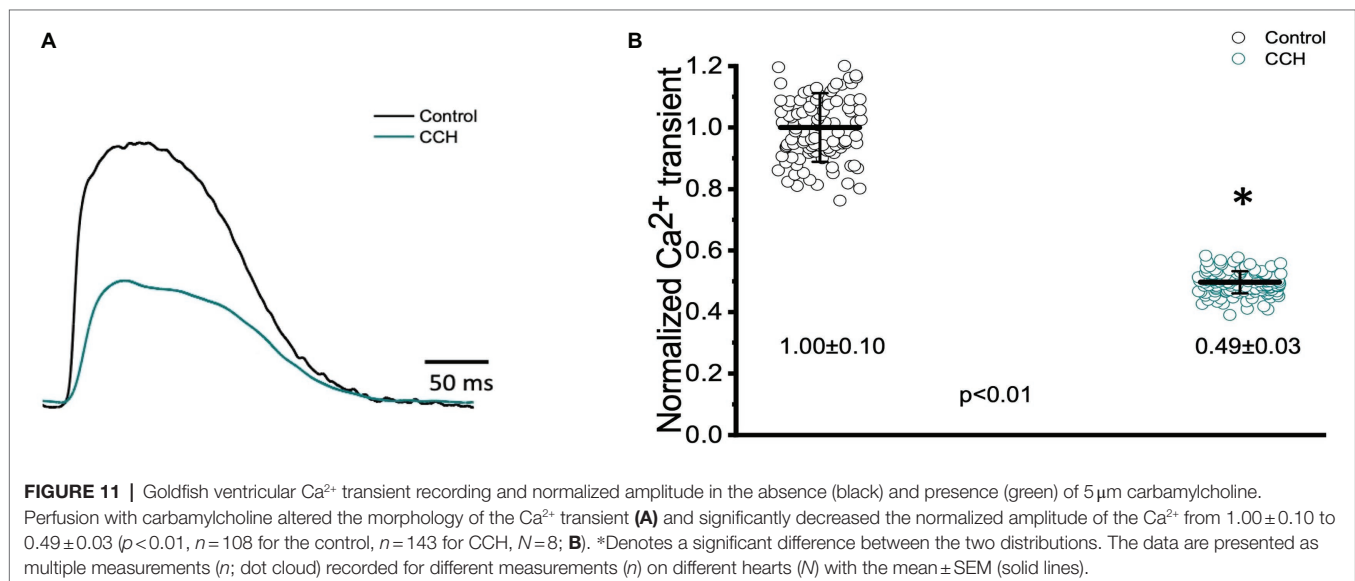 A
Control
CCH
50 ms
B
Control
CCH
Normalized Ca²⁺ transient
1.2
1.0
0.8
0.6
0.4
0.2
0.0
*
1.00±0.10
0.49±0.03
p<0.01
FIGURE 11 | Goldfish ventricular Ca²⁺ transient recording and normalized amplitude in the absence (black) and presence (green) of 5 μm carbamylcholine.
Perfusion with carbamylcholine altered the morphology of the Ca²⁺ transient (A) and significantly decreased the normalized amplitude of the Ca²⁺ from 1.00 ± 0.10 to
0.49 ± 0.03 (p < 0.01, n = 108 for the control, n = 143 for CCH, N = 8; B). *Denotes a significant difference between the two distributions. The data are presented as
multiple measurements (n; dot cloud) recorded for different measurements (n) on different hearts (N) with the mean ± SEM (solid lines).